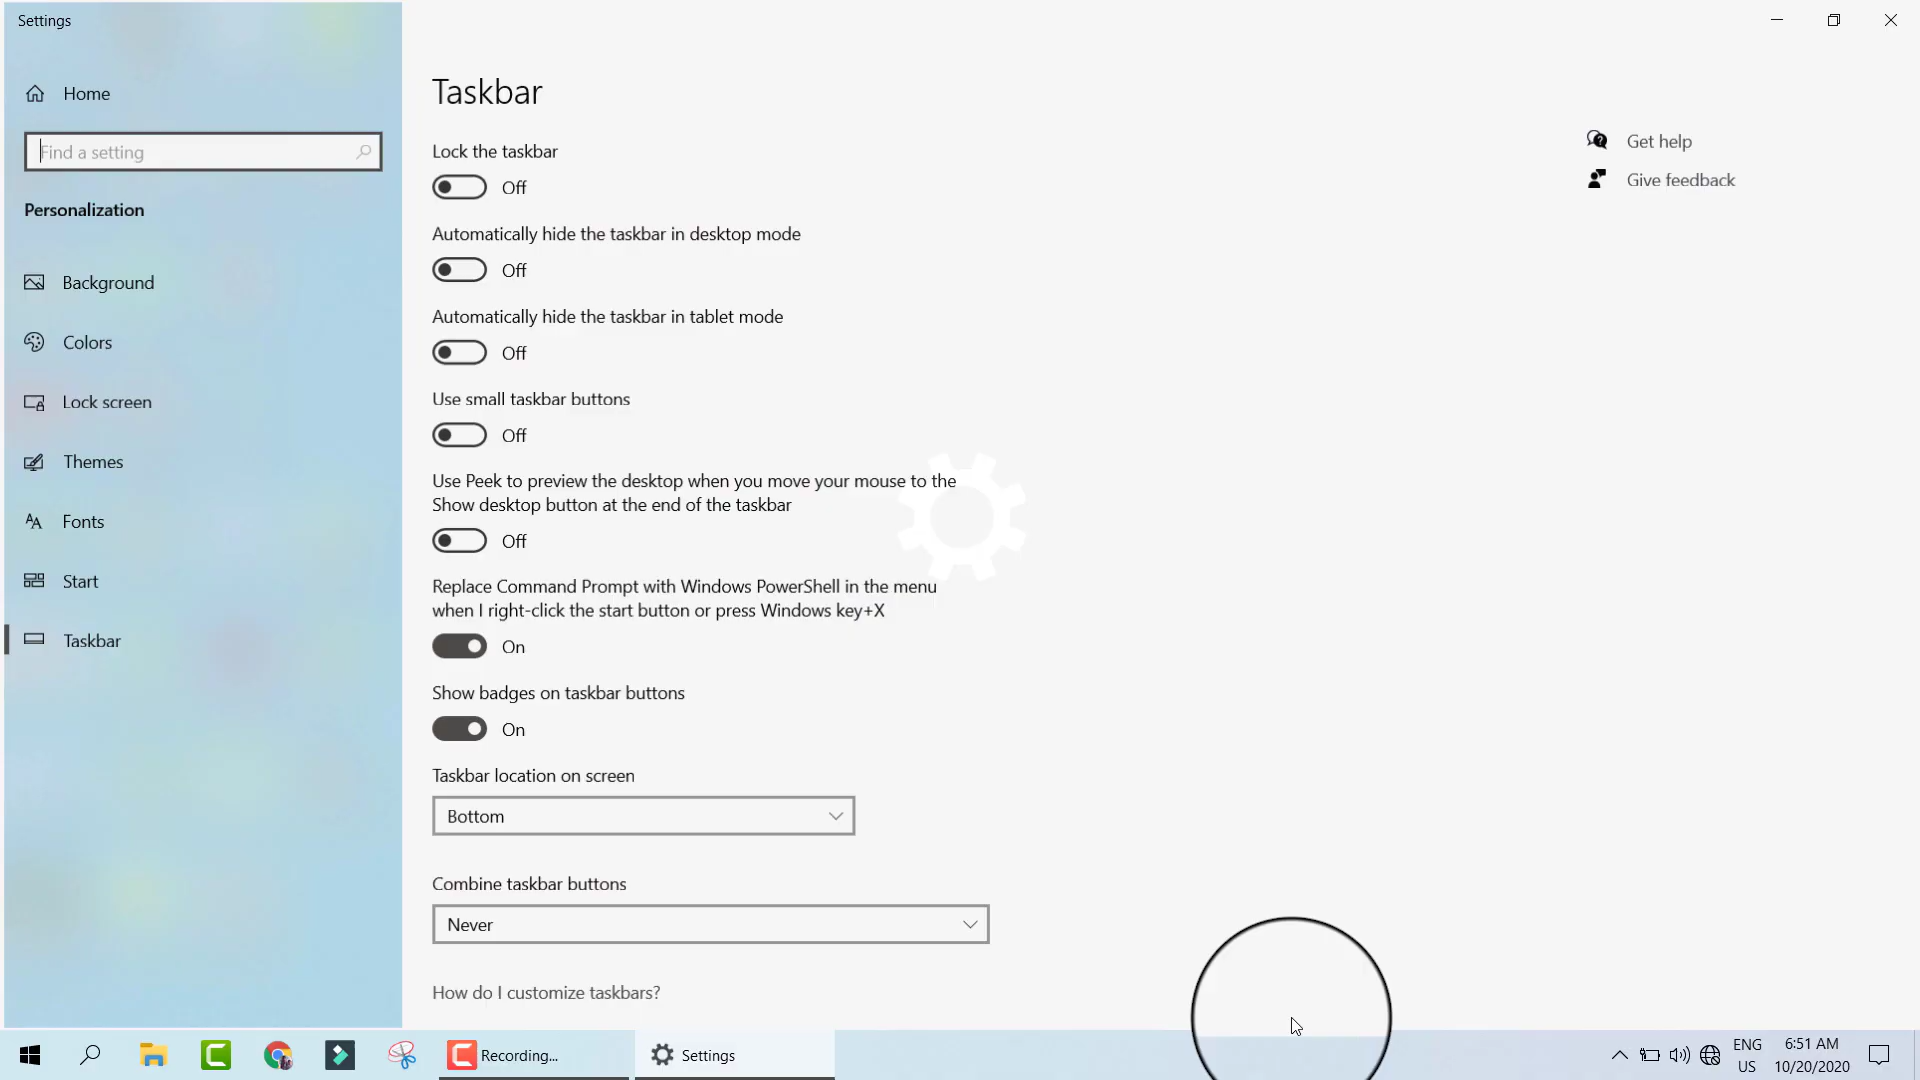 Settings
Home
Find a setting
Personalization
Background
Colors
Lock screen
Themes
Fonts
Start
Taskbar
Taskbar
Lock the taskbar
Off
Automatically hide the taskbar in desktop mode
Off
Automatically hide the taskbar in tablet mode
Off
Use small taskbar buttons
Off
Use Peek to preview the desktop when you move your mouse to the
Show desktop button at the end of the taskbar
Off
Replace Command Prompt with Windows PowerShell in the menu
when I right-click the start button or press Windows key+X
On
Show badges on taskbar buttons
On
Taskbar location on screen
Bottom
Combine taskbar buttons
Never
How do I customize taskbars?
Get help
Give feedback
Recording...
Settings
ENG
US
6:51 AM
10/20/2020